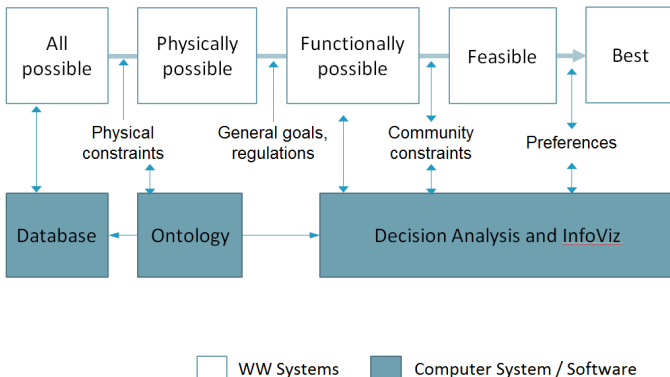 All
possible
Physically
possible
Functionally
possible
Feasible
Best
Physical
constraints
General goals,
regulations
Community
constraints
Preferences
Database
Ontology
Decision Analysis and InfoViz
WW Systems
Computer System / Software